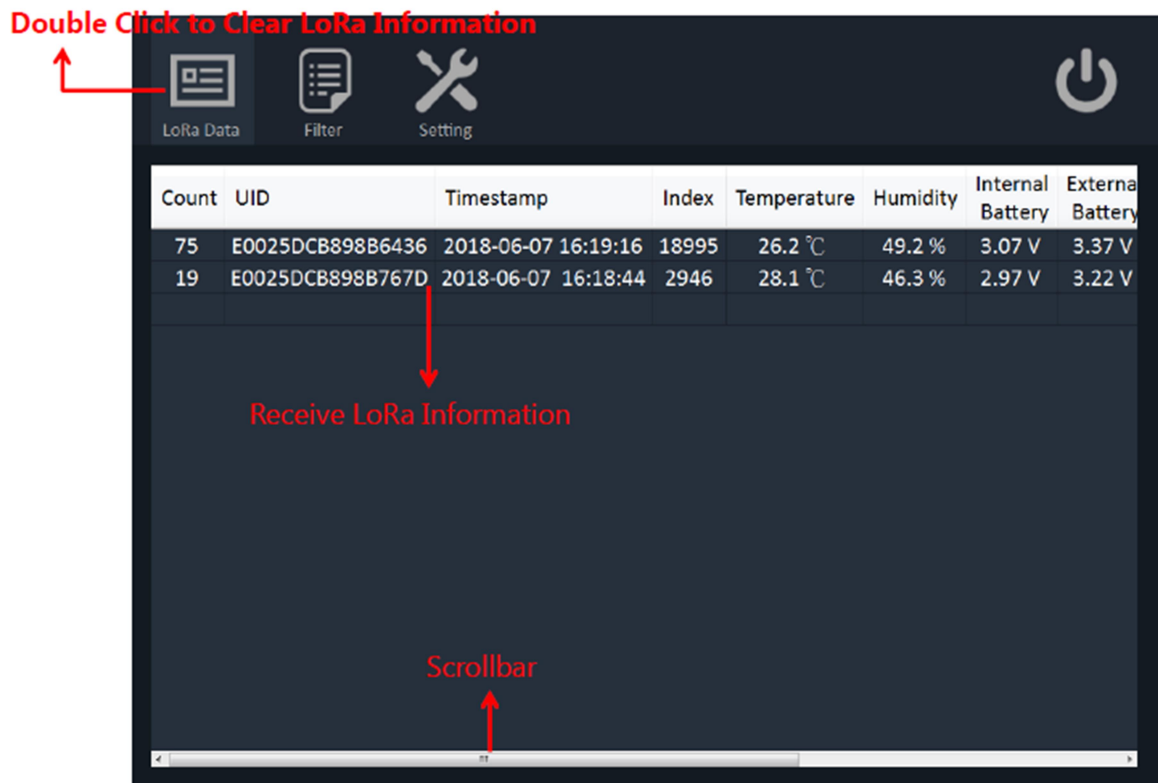 Double Click to Clear LoRa Information
LoRa Data Filter Setting
Count UID Timestamp Index Temperature Humidity Internal Battery Externa Battery
75 E0025DCB898B6436 2018-06-07 16:19:16 18995 26.2 ℃ 49.2 % 3.07 V 3.37 V
19 E0025DCB898B767D 2018-06-07 16:18:44 2946 28.1 ℃ 46.3 % 2.97 V 3.22 V
Receive LoRa Information
Scrollbar